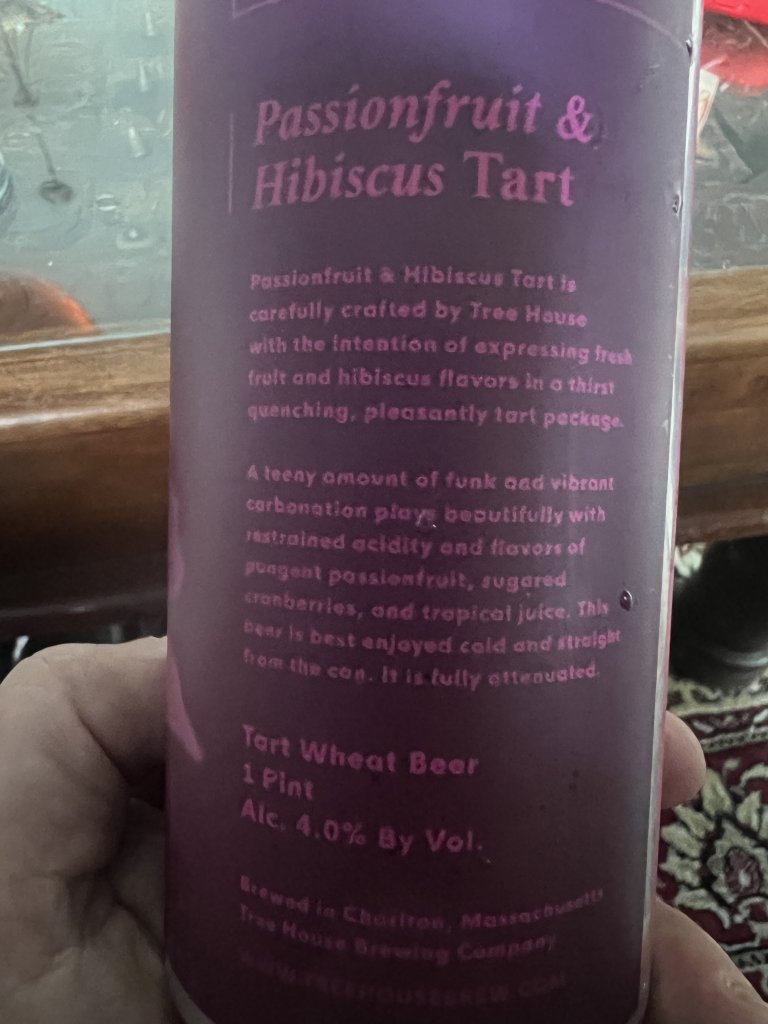 Passionfruit &
Hibiscus Tart
Passionfruit & Hibiscus Tart is
carefully crafted by Tree House
with the intention of expressing fresh
fruit and hibiscus flavors in a thirst
quenching, pleasantly tart package.
A teeny amount of funk and vibrant
carbonation plays beautifully with
restrained acidity and flavors of
pungent passionfruit, sugared
cranberries, and tropical juice. This
beer is best enjoyed cold and straight
from the can. It is fully attenuated.
Tart Wheat Beer
1 Pint
Alc. 4.0% By Vol.
Brewed in Charlton, Massachusetts
Tree House Brewing Company
WWW.TREEHOUSEBREW.COM